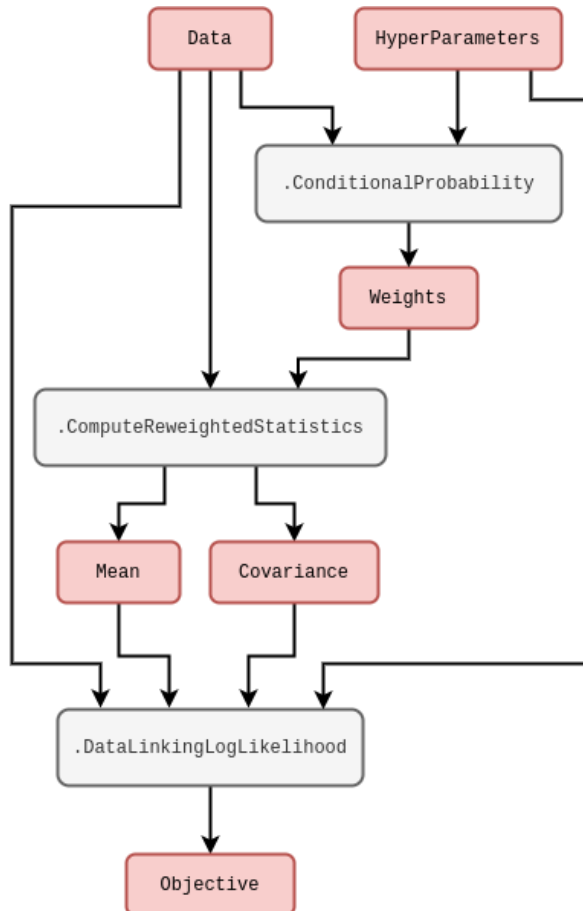 Data
HyperParameters
.ConditionalProbability
Weights
.ComputeReweightedStatistics
Mean
Covariance
.DataLinkingLogLikelihood
Objective